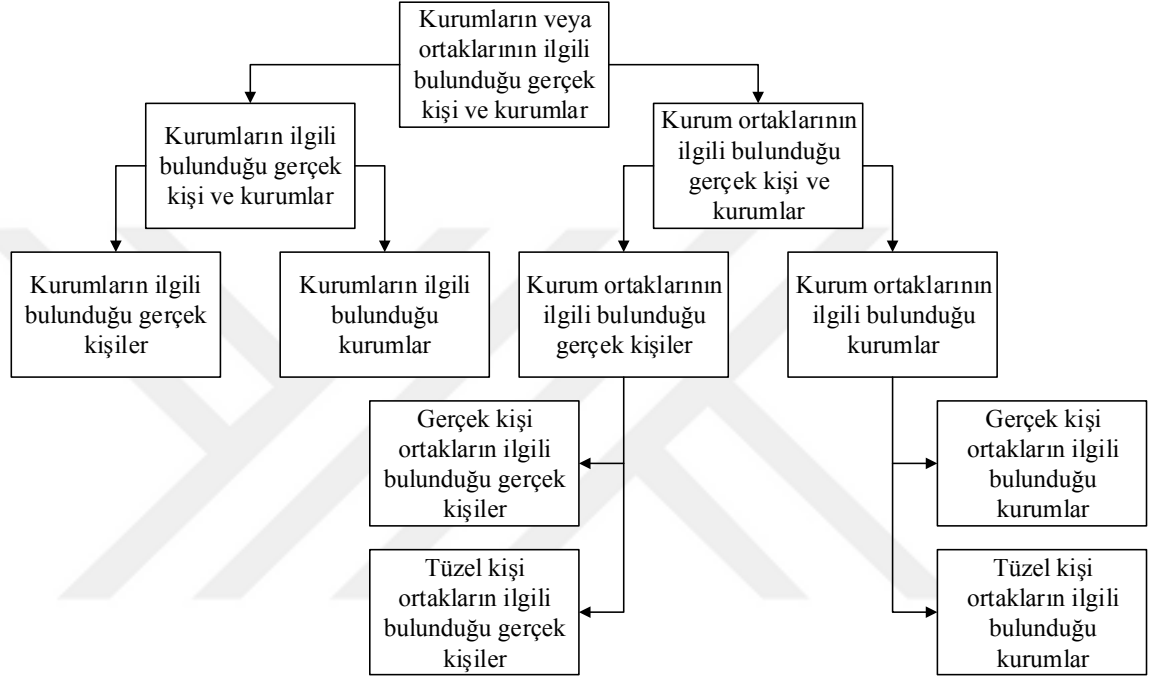 Kurumların veya
ortaklarının ilgili
bulunduğu gerçek
kişi ve kurumlar
Kurumların ilgili
bulunduğu gerçek
kişi ve kurumlar
Kurum ortaklarının
ilgili bulunduğu
gerçek kişi ve
kurumlar
Kurumların ilgili
bulunduğu gerçek
kişiler
Kurumların ilgili
bulunduğu
kurumlar
Kurum ortaklarının
ilgili bulunduğu
gerçek kişiler
Kurum ortaklarının
ilgili bulunduğu
kurumlar
Gerçek kişi
ortakların ilgili
bulunduğu gerçek
kişiler
Gerçek kişi
ortakların ilgili
bulunduğu
kurumlar
Tüzel kişi
ortakların ilgili
bulunduğu gerçek
kişiler
Tüzel kişi
ortakların ilgili
bulunduğu
kurumlar